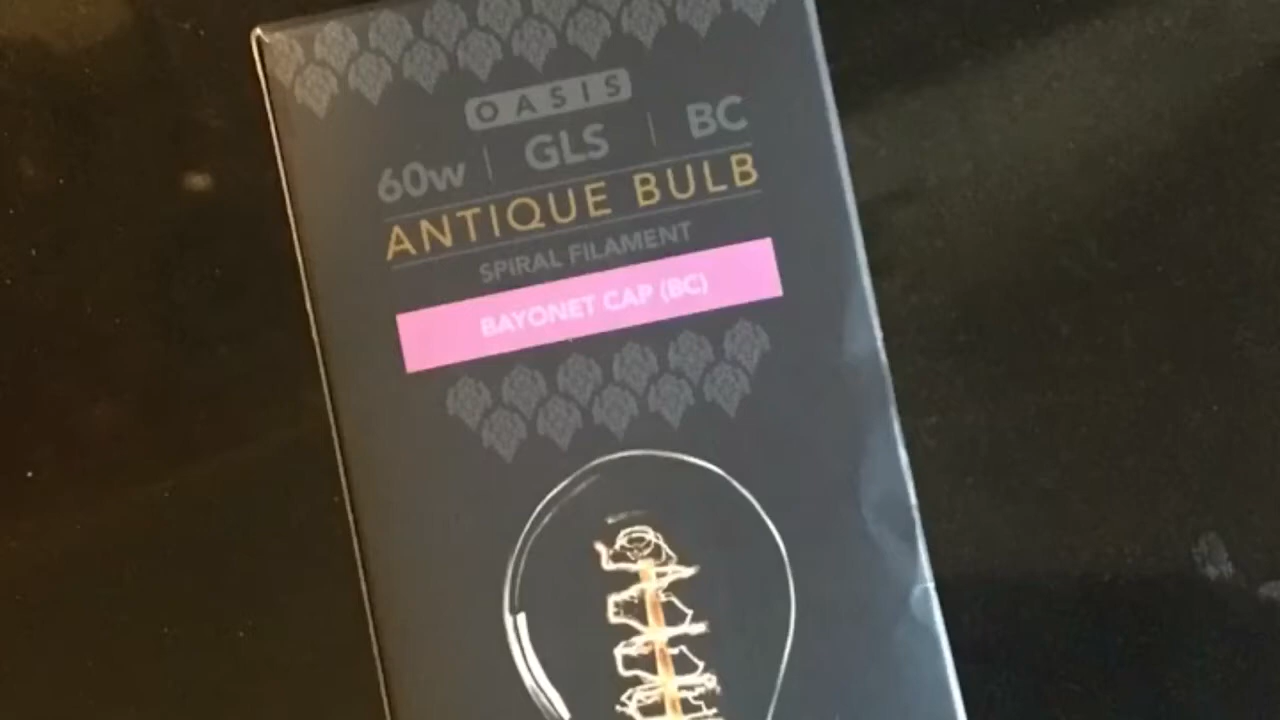 OASIS
60w | GLS | BC
ANTIQUE BULB
SPIRAL FILAMENT
BAYONET CAP (BC)